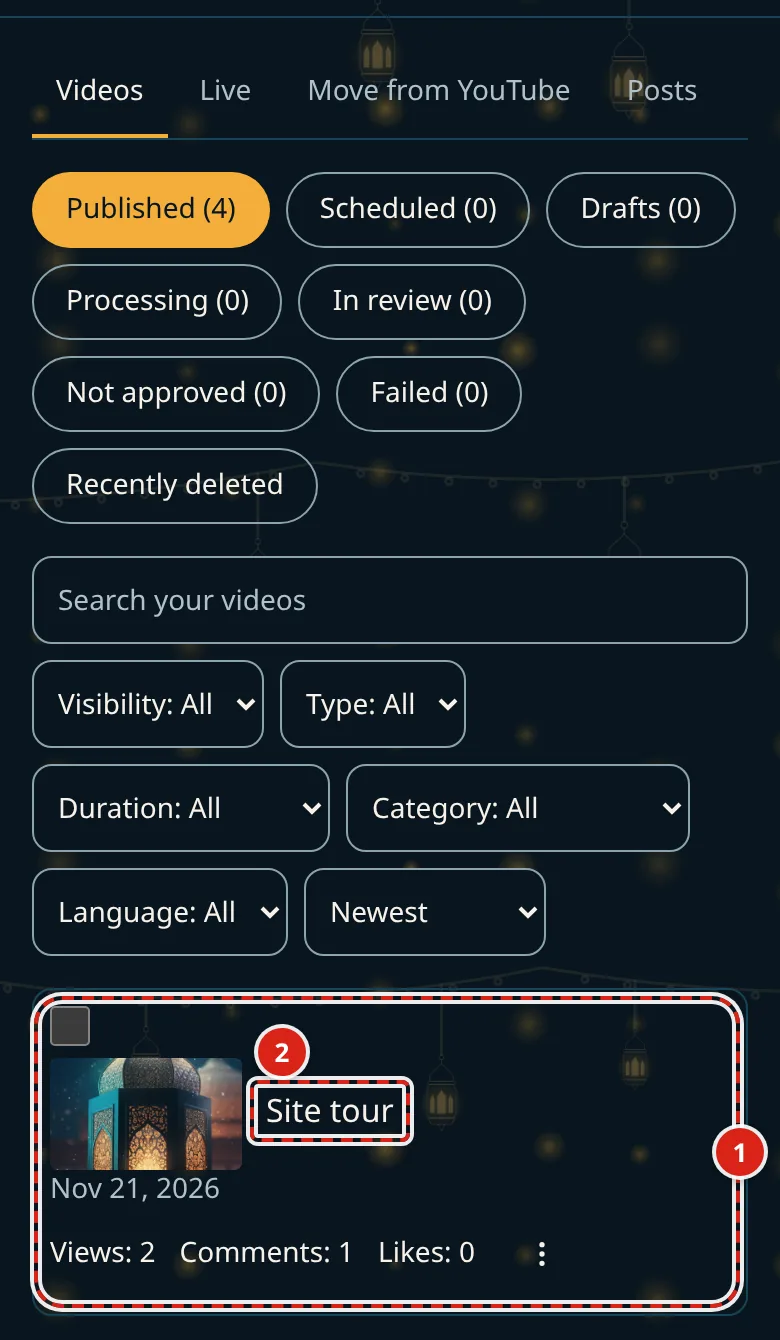 Videos Live Move from YouTube Posts
Published (4) Scheduled (0) Drafts (0)
Processing (0) In review (0)
Not approved (0) Failed (0)
Recently deleted
Search your videos
Visibility: All Type: All
Duration: All Category: All
Language: All Newest
2
Site tour
1
Nov 21, 2026
Views: 2 Comments: 1 Likes: 0